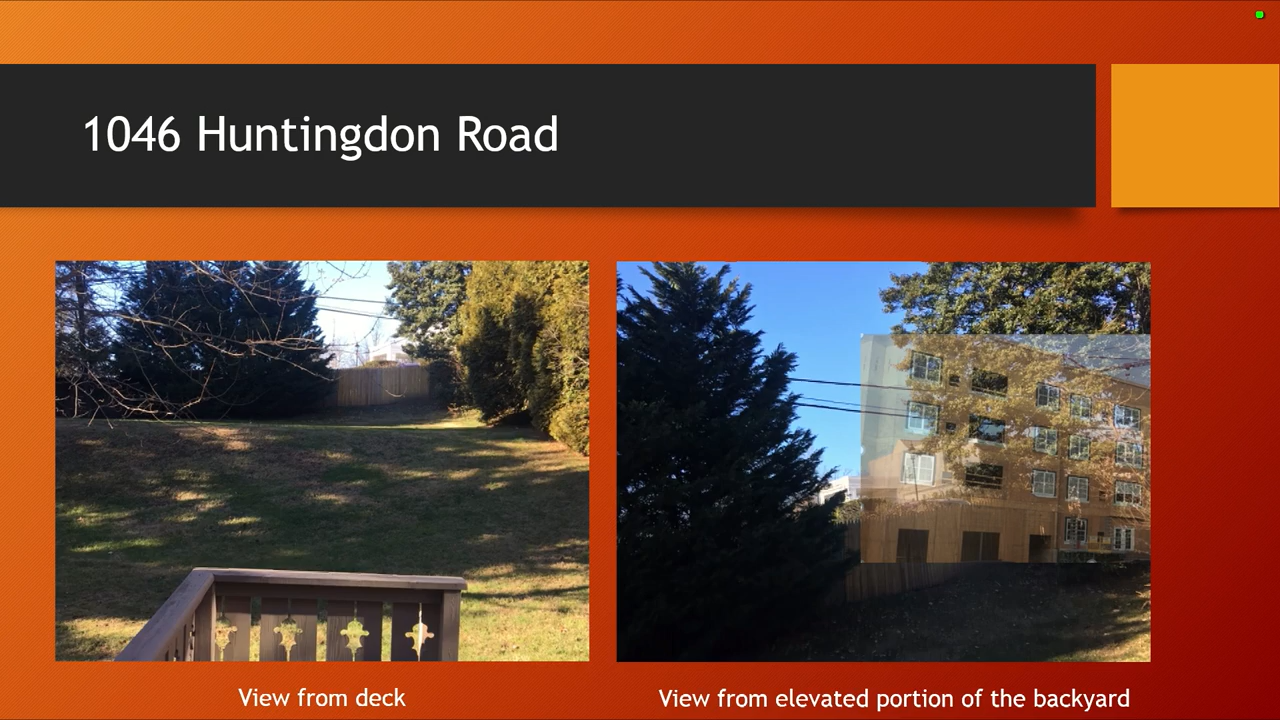 1046 Huntingdon Road
View from deck
View from elevated portion of the backyard